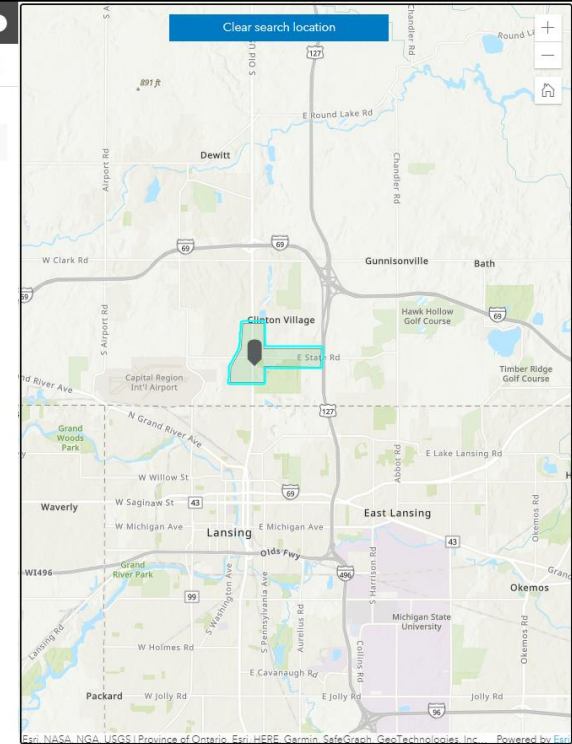 Clear search location
+
−
S A
S Old U
127
Chandler Rd
Round La
891 ft
E Round Lake Rd
Airport Rd
Dewitt
Chandler Rd
69
69
W Clark Rd
Gunnisonville
Bath
69
S Airport Rd
Clinton Village
Hawk Hollow
Golf Course
69
E State Rd
Capital Region
Int'l Airport
Timber Ridge
Golf Course
nd River Ave
127
N Grand River Ave
Grand
Woods
Park
Abbot Rd
E Lake Lansing Rd
W Willow St
H
69
Waverly
W Saginaw St
43
East Lansing
Okemos Rd
W Michigan Ave
E Michigan Ave
Lansing
43
Olds Fwy
WI496
Grand
River Park
496
S Harrison Rd
Grand
Okemos
99
S Washington Ave
S Pennsylvania Ave
Aurelius Rd
Michigan State
University
Lansing Rd
W Holmes Rd
Collins Rd
Okemos Rd
E Cavanaugh Rd
Packard
W Jolly Rd
E Jolly Rd
Jolly Rd
96
Esri, NASA, NGA, USGS | Province of Ontario, Esri, HERE, Garmin, SafeGraph, GeoTechnologies, Inc, ... Powered by Esri